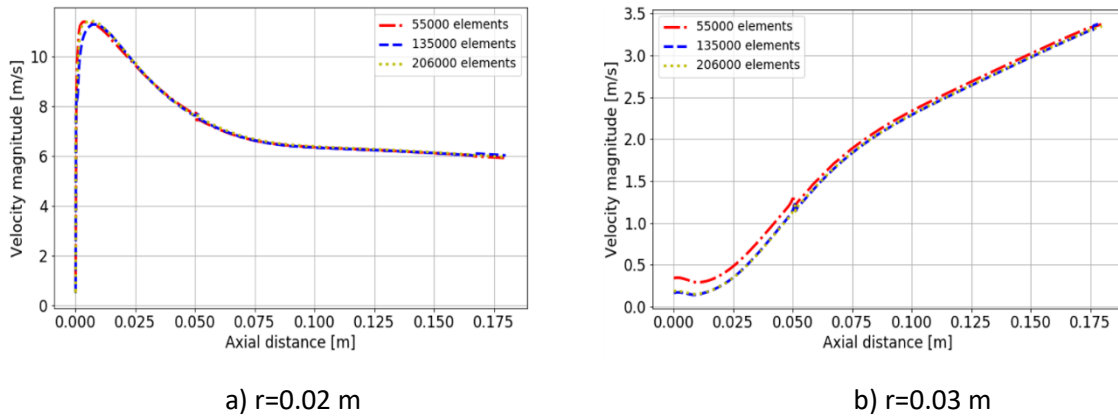 55000 elements
135000 elements
206000 elements
Velocity magnitude [m/s]
10
8
6
4
2
0
0.000 0.025 0.050 0.075 0.100 0.125 0.150 0.175
Axial distance [m]
a) r=0.02 m
55000 elements
135000 elements
206000 elements
Velocity magnitude [m/s]
3.5
3.0
2.5
2.0
1.5
1.0
0.5
0.0
0.000 0.025 0.050 0.075 0.100 0.125 0.150 0.175
Axial distance [m]
b) r=0.03 m